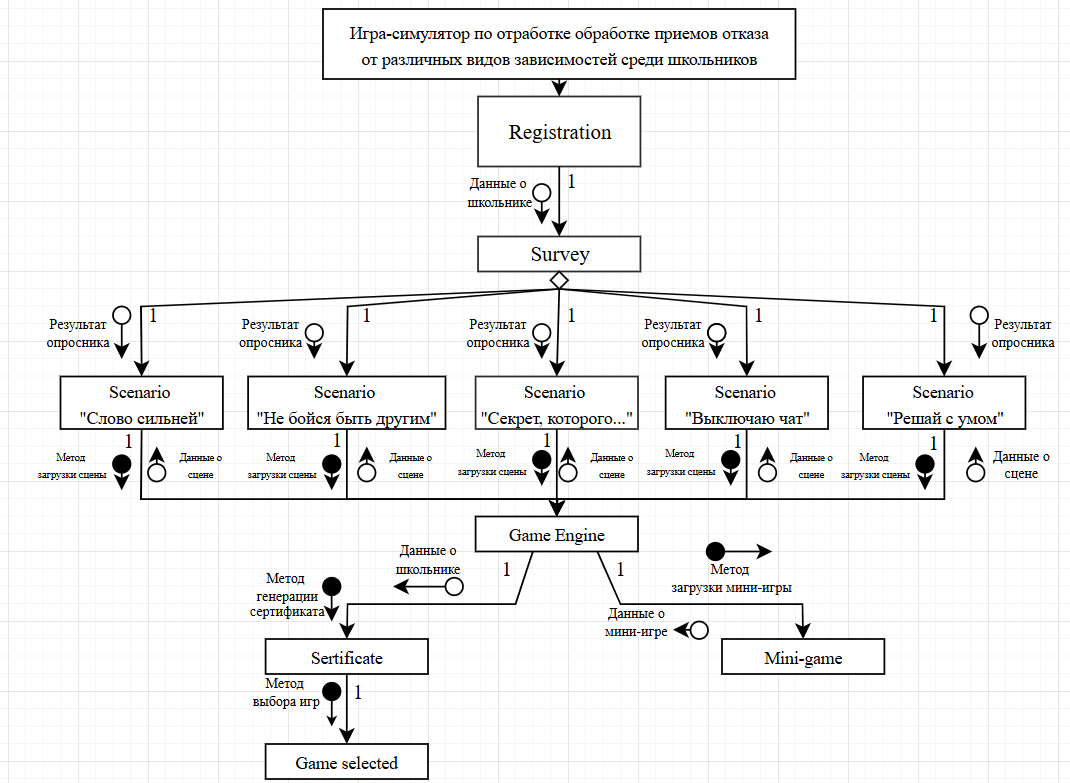 Игра-симулятор по отработке обработке приемов отказа
от различных видов зависимостей среди школьников
Registration
Данные о
школьнике
1
Survey
Результат
опросника
1
Результат
опросника
1
Результат
опросника
1
Результат
опросника
1
1
Результат
опросника
Scenario
"Слово сильней"
Scenario
"Не бойся быть другим"
Scenario
"Секрет, которого..."
Scenario
"Выключаю чат"
Scenario
"Решай с умом"
1
Метод
загрузки сцены
Данные о
сцене
1
Метод
загрузки сцены
Данные о
сцене
1
Метод
загрузки сцены
Данные о
сцене
1
Метод
загрузки сцены
Данные о
сцене
1
Метод
загрузки сцены
Данные о
сцене
Game Engine
Данные о
школьнике
1
1
Метод
загрузки мини-игры
Метод
генерации
сертификата
Данные о
мини-игре
Sertificate
Mini-game
Метод
выбора игр
1
Game selected